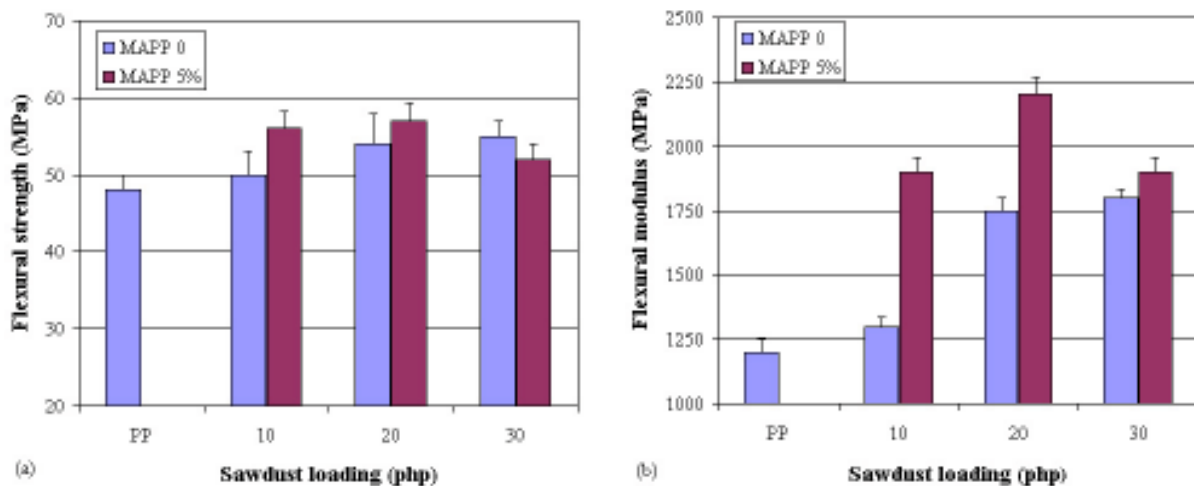 70
60
50
40
30
20
Flexural strength (MPa)
MAPP 0
MAPP 5%
PP 10 20 30
(a) Sawdust loading (php)
2500
2250
2000
1750
1500
1250
1000
Flexural modulus (MPa)
MAPP 0
MAPP 5%
PP 10 20 30
(b) Sawdust loading (php)